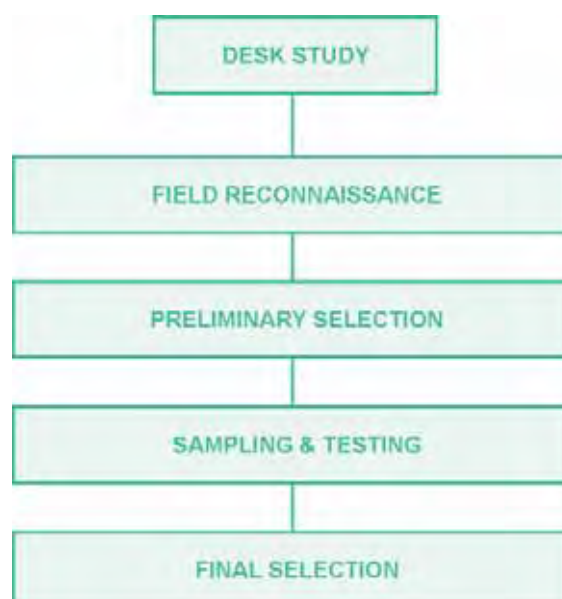 DESK STUDY
FIELD RECONNAISSANCE
PRELIMINARY SELECTION
SAMPLING & TESTING
FINAL SELECTION